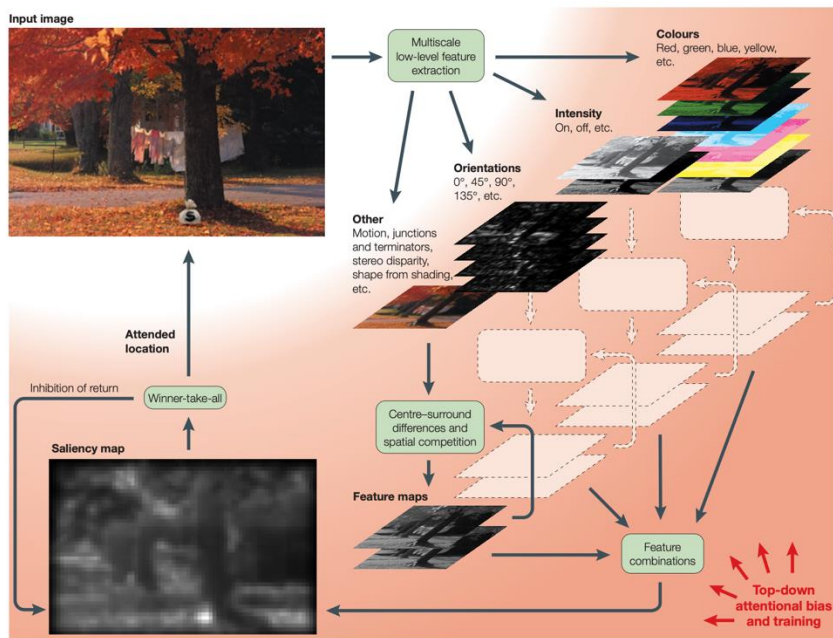 Input image
Multiscale
low-level feature
extraction
Colours
Red, green, blue, yellow,
etc.
Intensity
On, off, etc.
Orientations
0°, 45°, 90°,
135°, etc.
Other
Motion, junctions
and terminators,
stereo disparity,
shape from shading,
etc.
$
Attended
location
Inhibition of return
Winner-take-all
Centre–surround
differences and
spatial competition
Saliency map
Feature maps
Feature
combinations
Top-down
attentional bias
and training